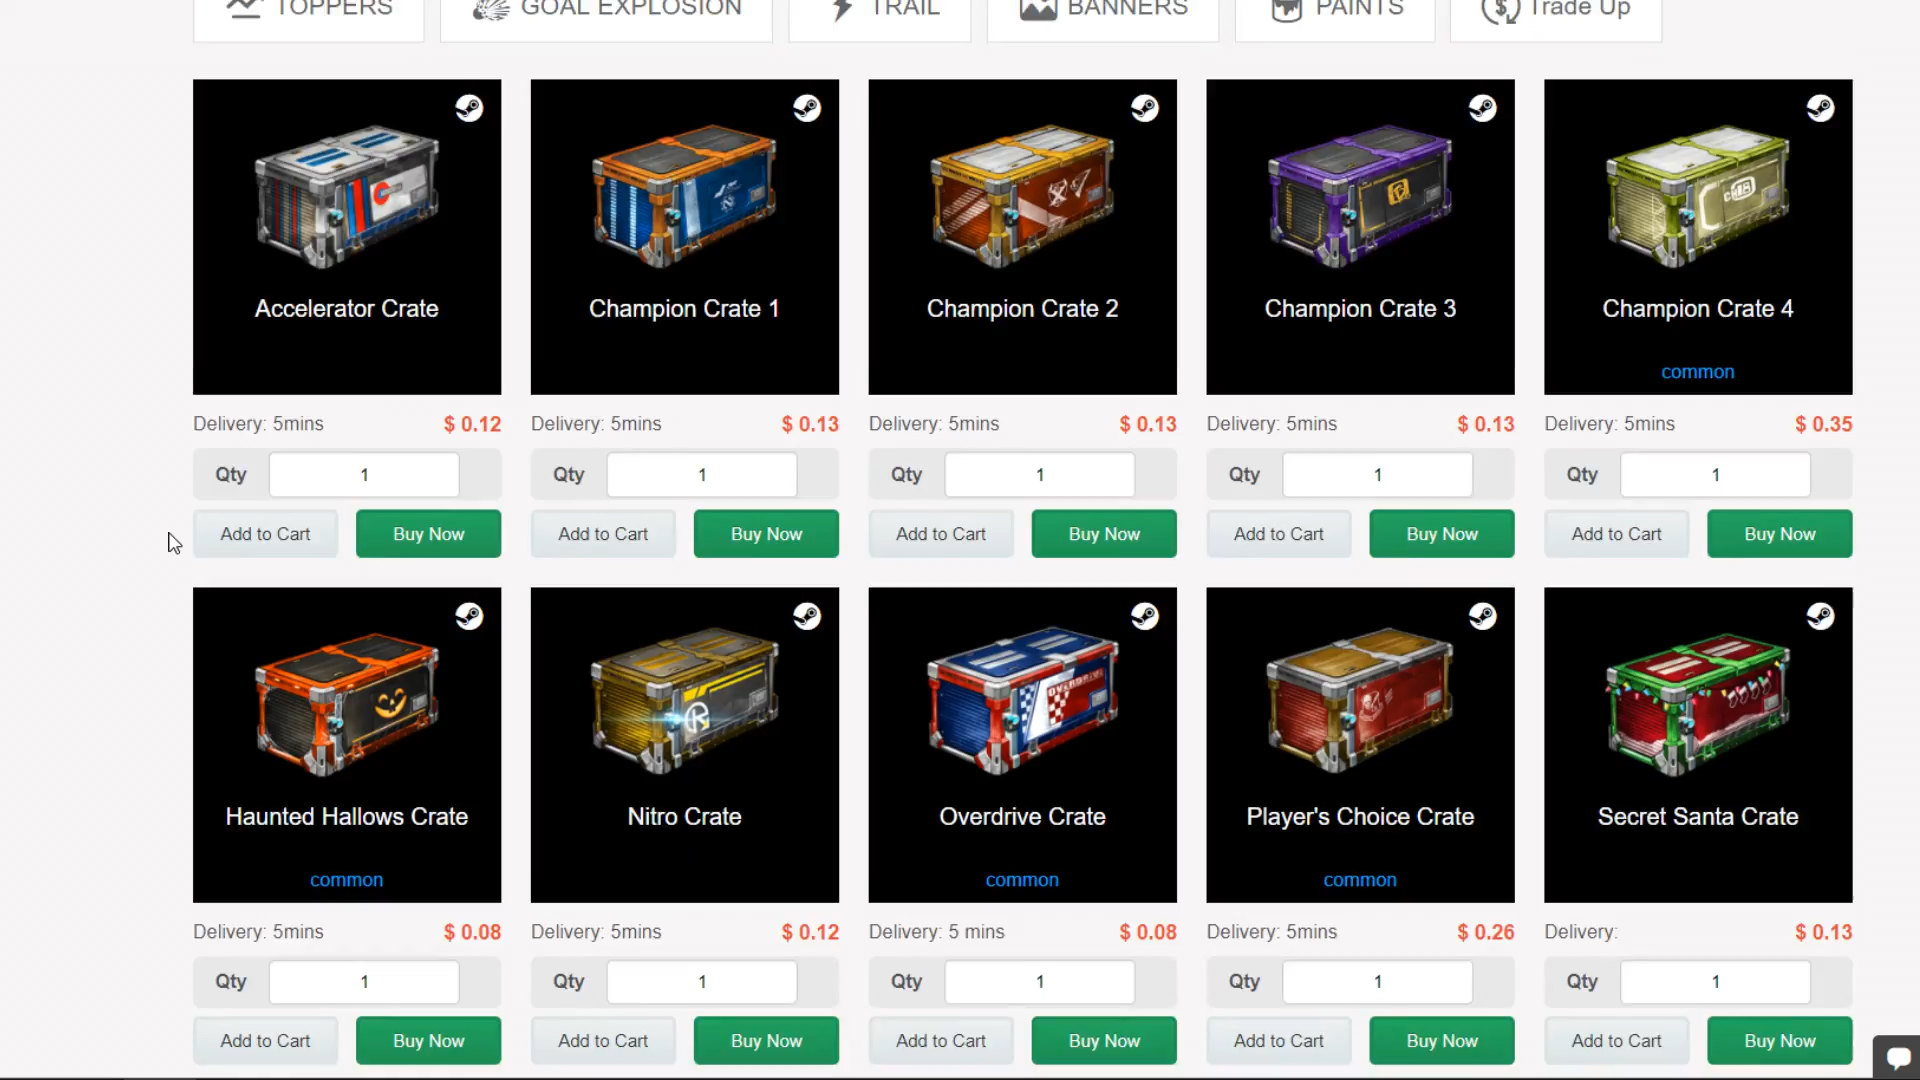 TOPPERS GOAL EXPLOSION TRAIL BANNERS PAINTS Trade Up
Accelerator Crate Champion Crate 1 Champion Crate 2 Champion Crate 3 Champion Crate 4
common
Delivery: 5mins $ 0.12 Delivery: 5mins $ 0.13 Delivery: 5mins $ 0.13 Delivery: 5mins $ 0.13 Delivery: 5mins $ 0.35
Qty 1 Qty 1 Qty 1 Qty 1 Qty 1
Add to Cart Buy Now Add to Cart Buy Now Add to Cart Buy Now Add to Cart Buy Now Add to Cart Buy Now
OVERDRIVE
Haunted Hallows Crate Nitro Crate Overdrive Crate Player's Choice Crate Secret Santa Crate
common common common
Delivery: 5mins $ 0.08 Delivery: 5mins $ 0.12 Delivery: 5 mins $ 0.08 Delivery: 5mins $ 0.26 Delivery: $ 0.13
Qty 1 Qty 1 Qty 1 Qty 1 Qty 1
Add to Cart Buy Now Add to Cart Buy Now Add to Cart Buy Now Add to Cart Buy Now Add to Cart Buy Now